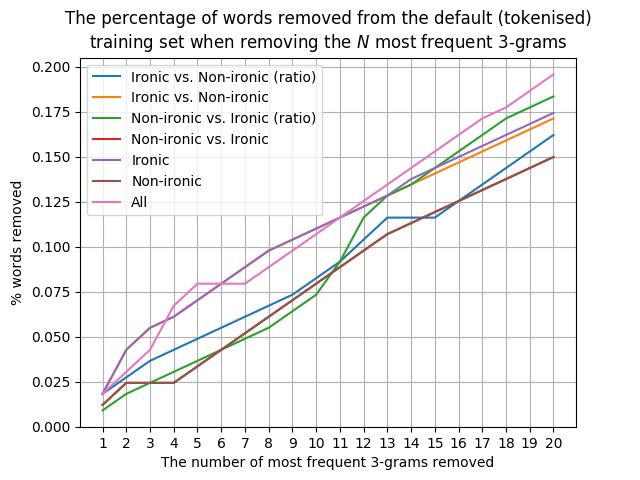 The percentage of words removed from the default (tokenised)
training set when removing the N most frequent 3-grams
0.200
0.175
0.150
0.125
0.100
0.075
0.050
0.025
0.000
% words removed
Ironic vs. Non-ironic (ratio)
Ironic vs. Non-ironic
Non-ironic vs. Ironic (ratio)
Non-ironic vs. Ironic
Ironic
Non-ironic
All
1 2 3 4 5 6 7 8 9 10 11 12 13 14 15 16 17 18 19 20
The number of most frequent 3-grams removed